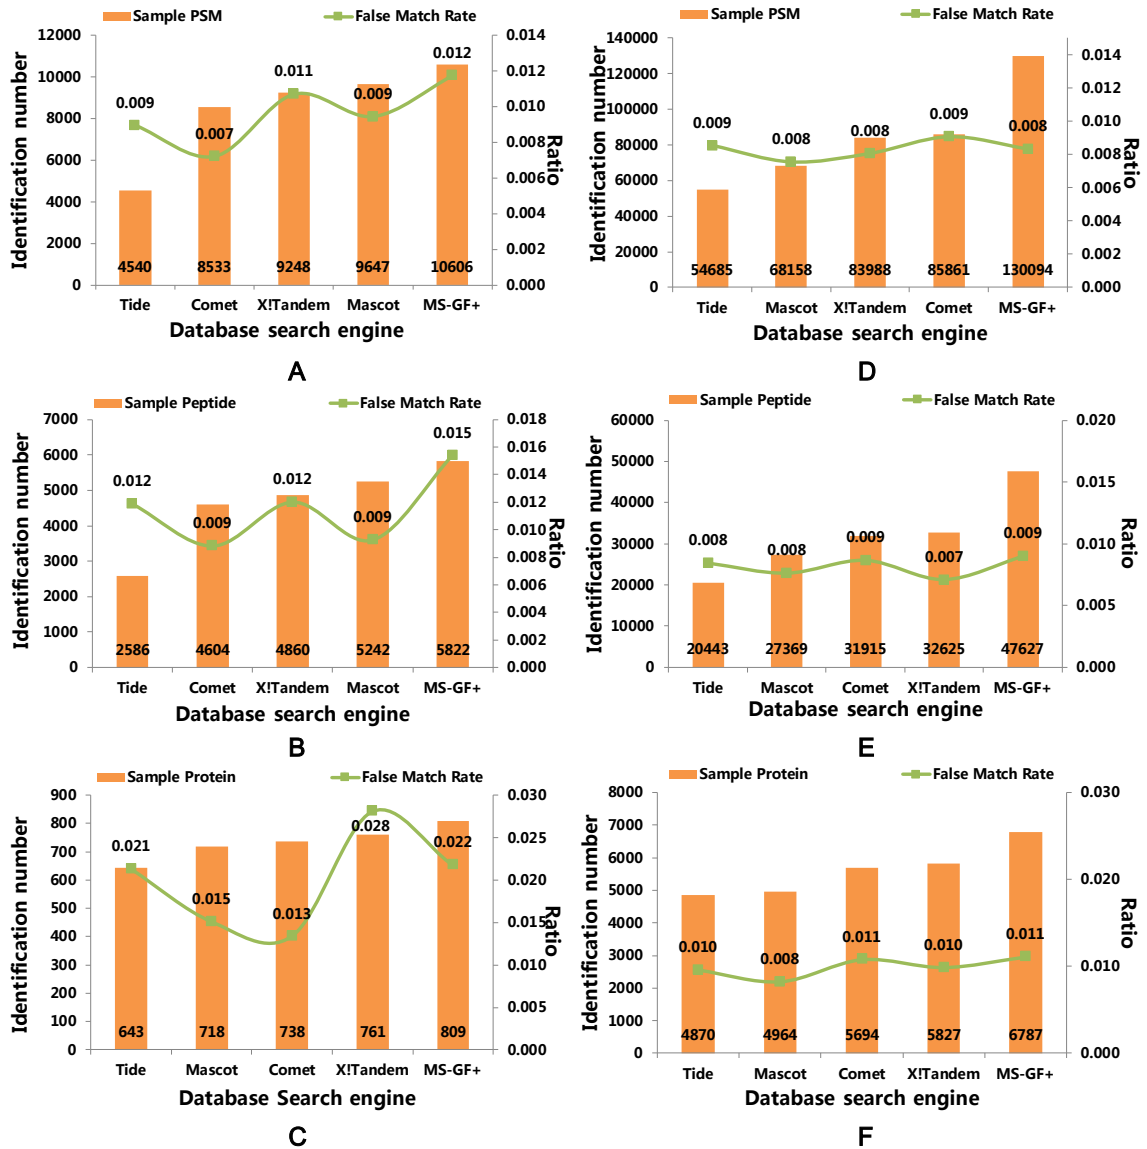 Sample PSM False Match Rate
Identification number
12000
10000
8000
6000
4000
2000
0
0.014
0.012
0.010
0.008
0.006
0.004
0.002
0.000
Ratio
0.009 0.007 0.011 0.009 0.012
4540 8533 9248 9647 10606
Tide Comet X!Tandem Mascot MS-GF+
Database search engine
A
Sample PSM False Match Rate
Identification number
140000
120000
100000
80000
60000
40000
20000
0
0.014
0.012
0.010
0.008
0.006
0.004
0.002
0.000
Ratio
0.009 0.008 0.008 0.009 0.008
54685 68158 83988 85861 130094
Tide Mascot X!Tandem Comet MS-GF+
Database search engine
D
Sample Peptide False Match Rate
Identification number
7000
6000
5000
4000
3000
2000
1000
0
0.018
0.016
0.014
0.012
0.010
0.008
0.006
0.004
0.002
0.000
Ratio
0.012 0.009 0.012 0.009 0.015
2586 4604 4860 5242 5822
Tide Comet X!Tandem Mascot MS-GF+
Database search engine
B
Sample Peptide False Match Rate
Identification number
60000
50000
40000
30000
20000
10000
0
0.020
0.015
0.010
0.005
0.000
Ratio
0.008 0.008 0.009 0.007 0.009
20443 27369 31915 32625 47627
Tide Mascot Comet X!Tandem MS-GF+
Database search engine
E
Sample Protein False Match Rate
Identification number
900
800
700
600
500
400
300
200
100
0
0.030
0.025
0.020
0.015
0.010
0.005
0.000
Ratio
0.021 0.015 0.013 0.028 0.022
643 718 738 761 809
Tide Mascot Comet X!Tandem MS-GF+
Database Search engine
C
Sample Protein False Match Rate
Identification number
8000
7000
6000
5000
4000
3000
2000
1000
0
0.030
0.020
0.010
0.000
Ratio
0.010 0.008 0.011 0.010 0.011
4870 4964 5694 5827 6787
Tide Mascot Comet X!Tandem MS-GF+
Database search engine
F